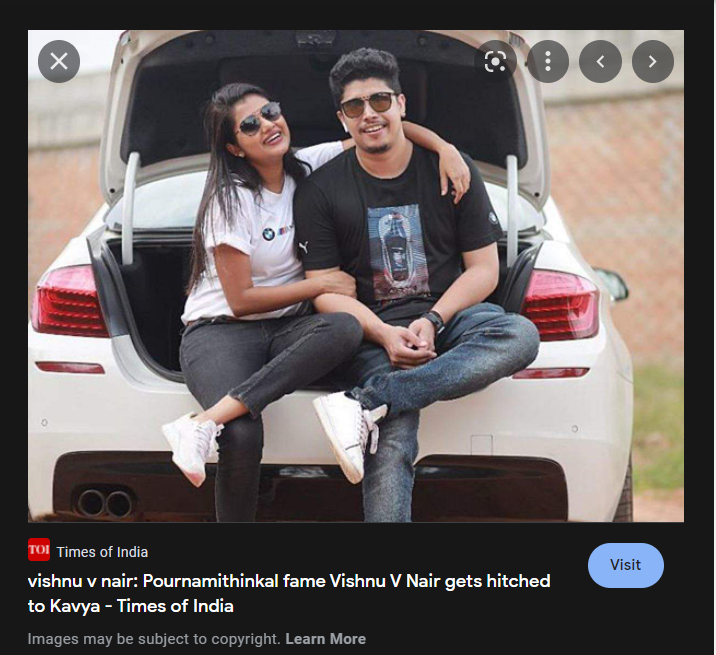 TOI Times of India
vishnu v nair: Pournamithinkal fame Vishnu V Nair gets hitched
to Kavya - Times of India
Visit
Images may be subject to copyright. Learn More